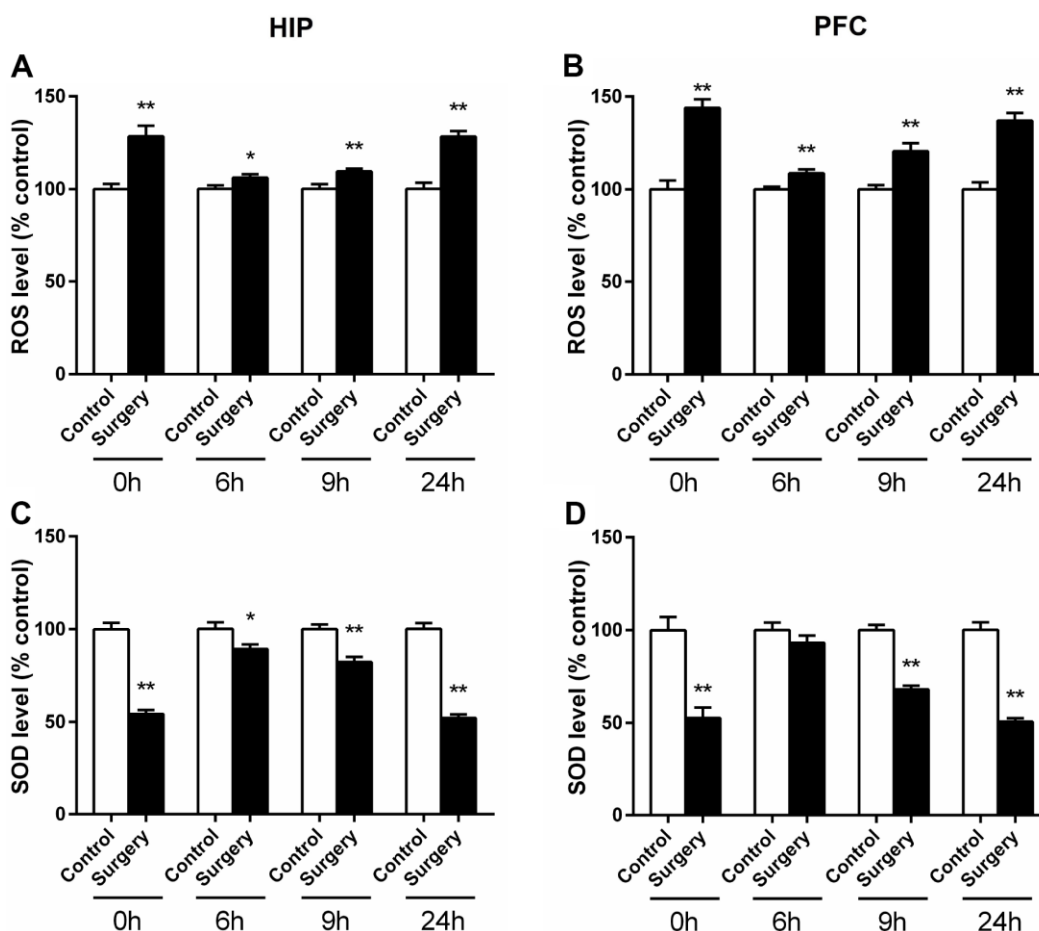 HIP
PFC
A
ROS level (% control)
150
100
50
0
** * ** **
Control Surgery Control Surgery Control Surgery Control Surgery
0h 6h 9h 24h
B
ROS level (% control)
150
100
50
0
** ** ** **
Control Surgery Control Surgery Control Surgery Control Surgery
0h 6h 9h 24h
C
SOD level (% control)
150
100
50
0
** * ** **
Control Surgery Control Surgery Control Surgery Control Surgery
0h 6h 9h 24h
D
SOD level (% control)
150
100
50
0
** ** **
Control Surgery Control Surgery Control Surgery Control Surgery
0h 6h 9h 24h